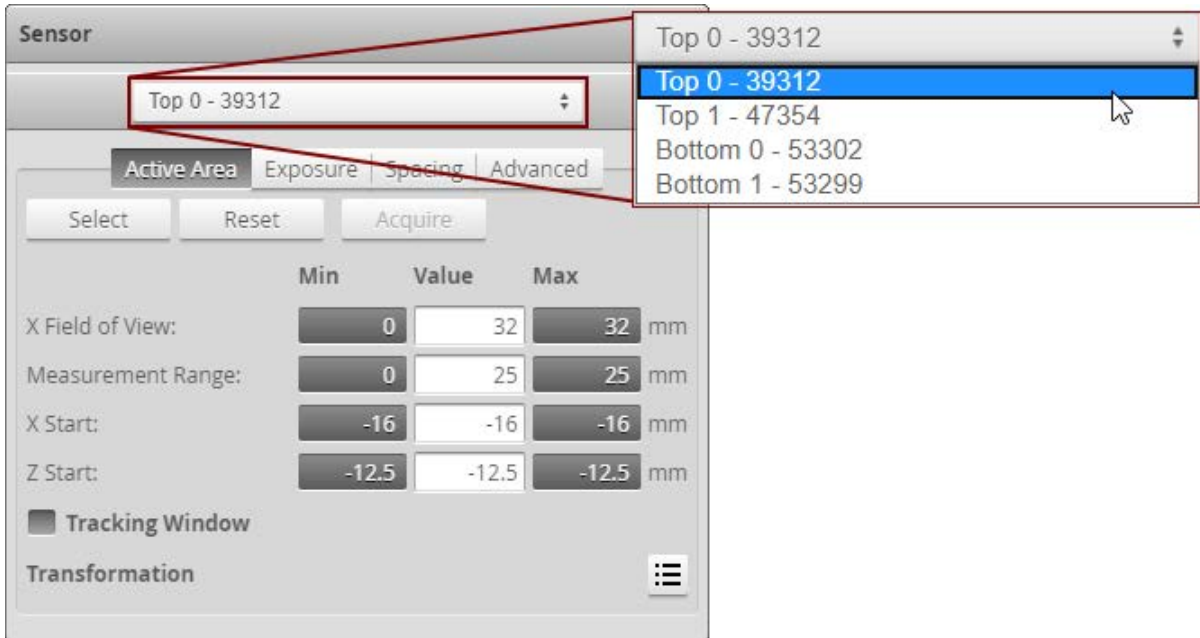 Sensor
Top 0 - 39312
Top 0 - 39312
Top 0 - 39312
Top 1 - 47354
Bottom 0 - 53302
Bottom 1 - 53299
Active Area Exposure Spacing Advanced
Select Reset Acquire
Min Value Max
X Field of View: 0 32 32 mm
Measurement Range: 0 25 25 mm
X Start: -16 -16 -16 mm
Z Start: -12.5 -12.5 -12.5 mm
Tracking Window
Transformation